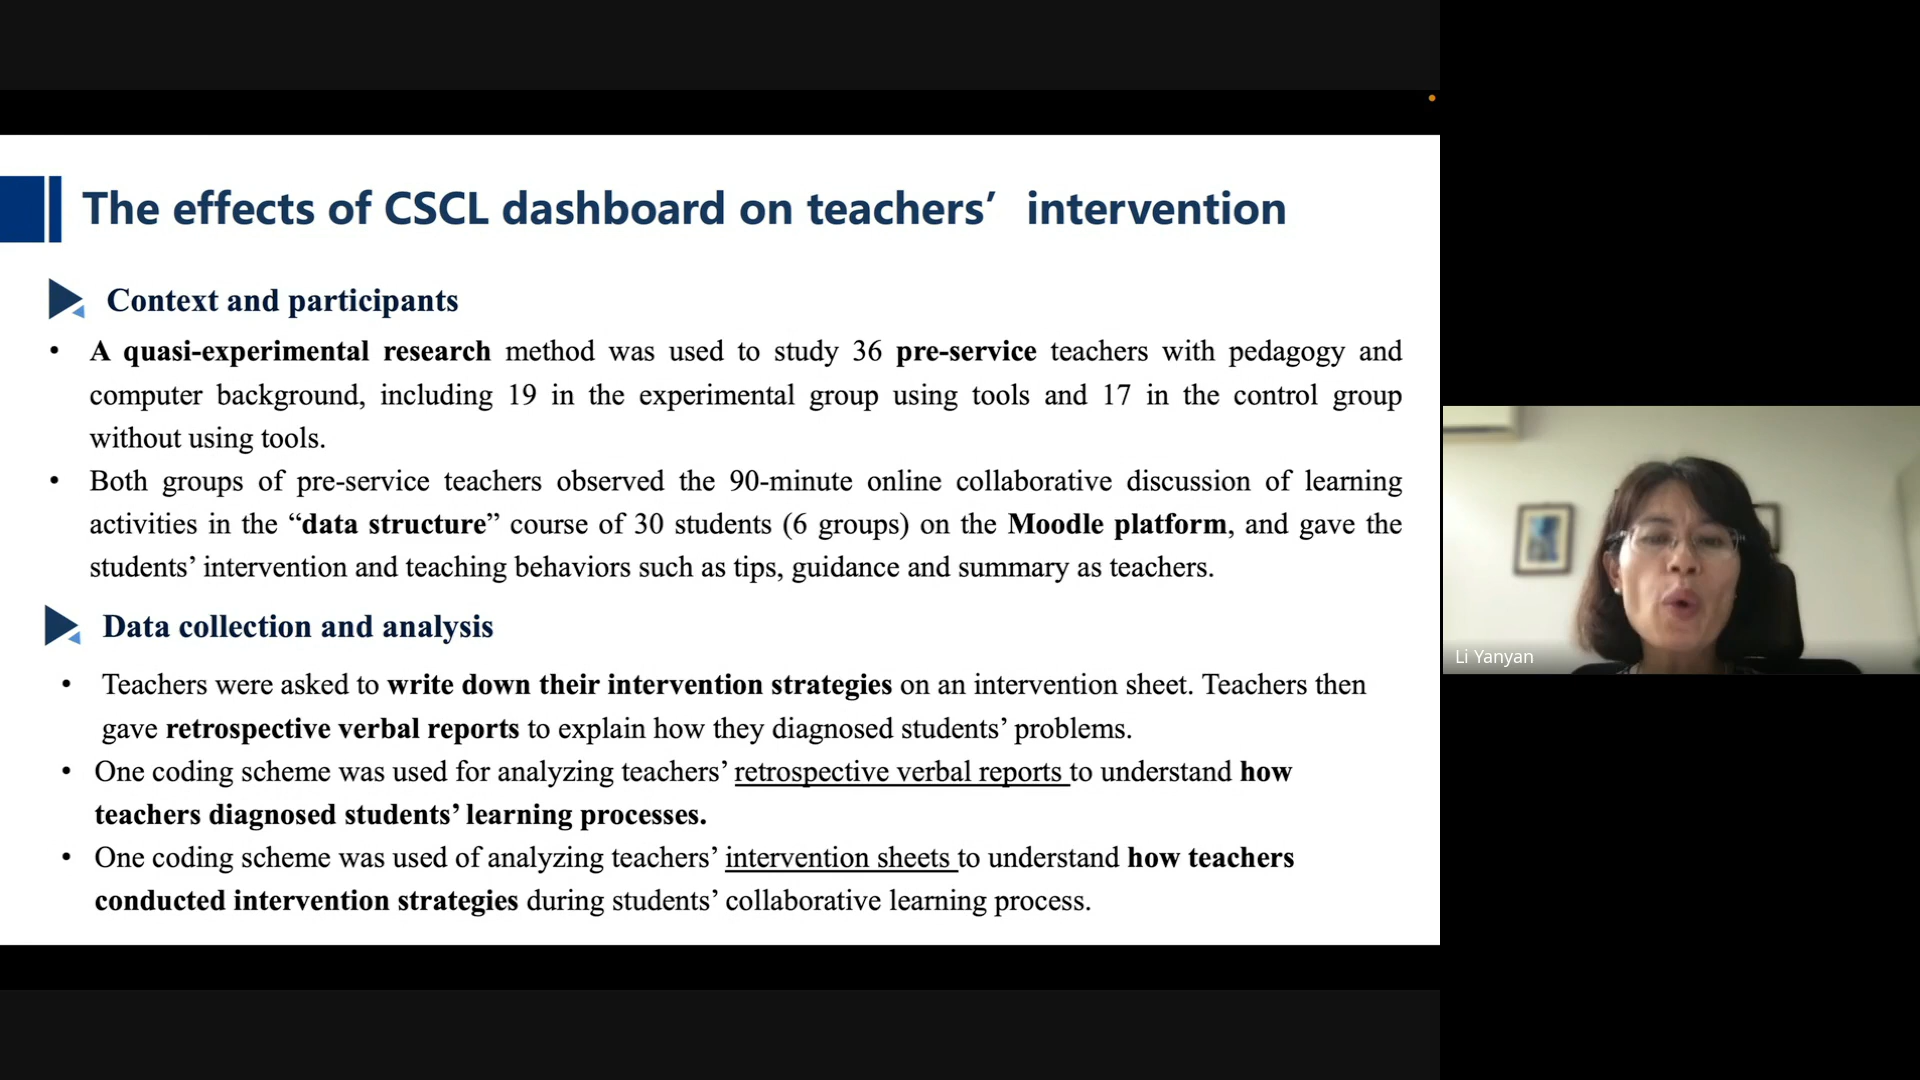 The effects of CSCL dashboard on teachers’ intervention
Context and participants
• A quasi-experimental research method was used to study 36 pre-service teachers with pedagogy and
computer background, including 19 in the experimental group using tools and 17 in the control group
without using tools.
• Both groups of pre-service teachers observed the 90-minute online collaborative discussion of learning
activities in the “data structure” course of 30 students (6 groups) on the Moodle platform, and gave the
students’ intervention and teaching behaviors such as tips, guidance and summary as teachers.
Data collection and analysis
• Teachers were asked to write down their intervention strategies on an intervention sheet. Teachers then
gave retrospective verbal reports to explain how they diagnosed students’ problems.
• One coding scheme was used for analyzing teachers’ retrospective verbal reports to understand how
teachers diagnosed students’ learning processes.
• One coding scheme was used of analyzing teachers’ intervention sheets to understand how teachers
conducted intervention strategies during students’ collaborative learning process.
Li Yanyan